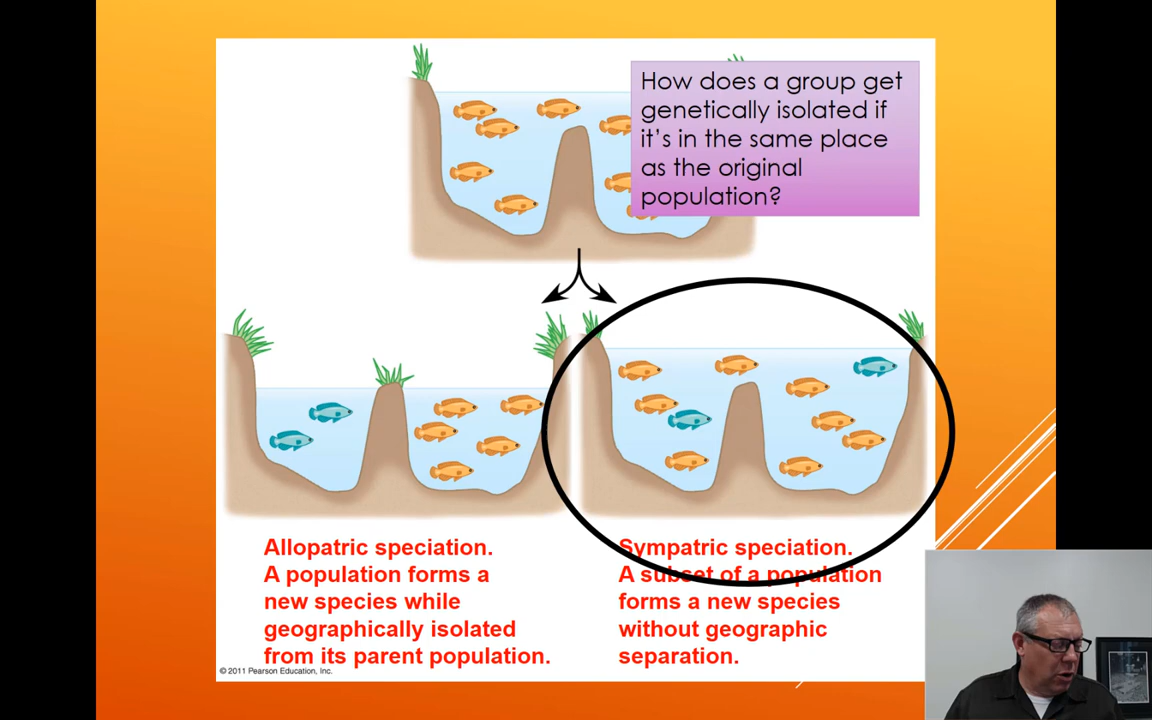 How does a group get
genetically isolated if
it's in the same place
as the original
population?
Allopatric speciation.
A population forms a
new species while
geographically isolated
from its parent population.
Sympatric speciation.
A subset of a population
forms a new species
without geographic
separation.
© 2011 Pearson Education, Inc.